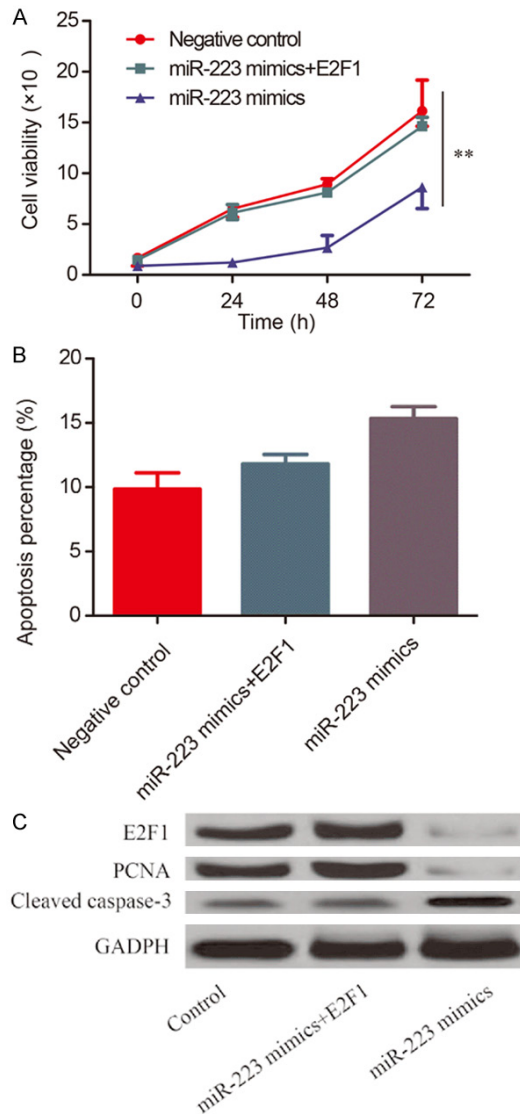 A
Negative control
miR-223 mimics+E2F1
miR-223 mimics
Cell viability (×10
25
20
15
10
5
0
**
0 24 48 72
Time (h)
B
Apoptosis percentage (%)
20
15
10
5
0
Negative control
miR-223 mimics+E2F1
miR-223 mimics
C
E2F1
PCNA
Cleaved caspase-3
GADPH
Control
miR-223 mimics+E2F1
miR-223 mimics